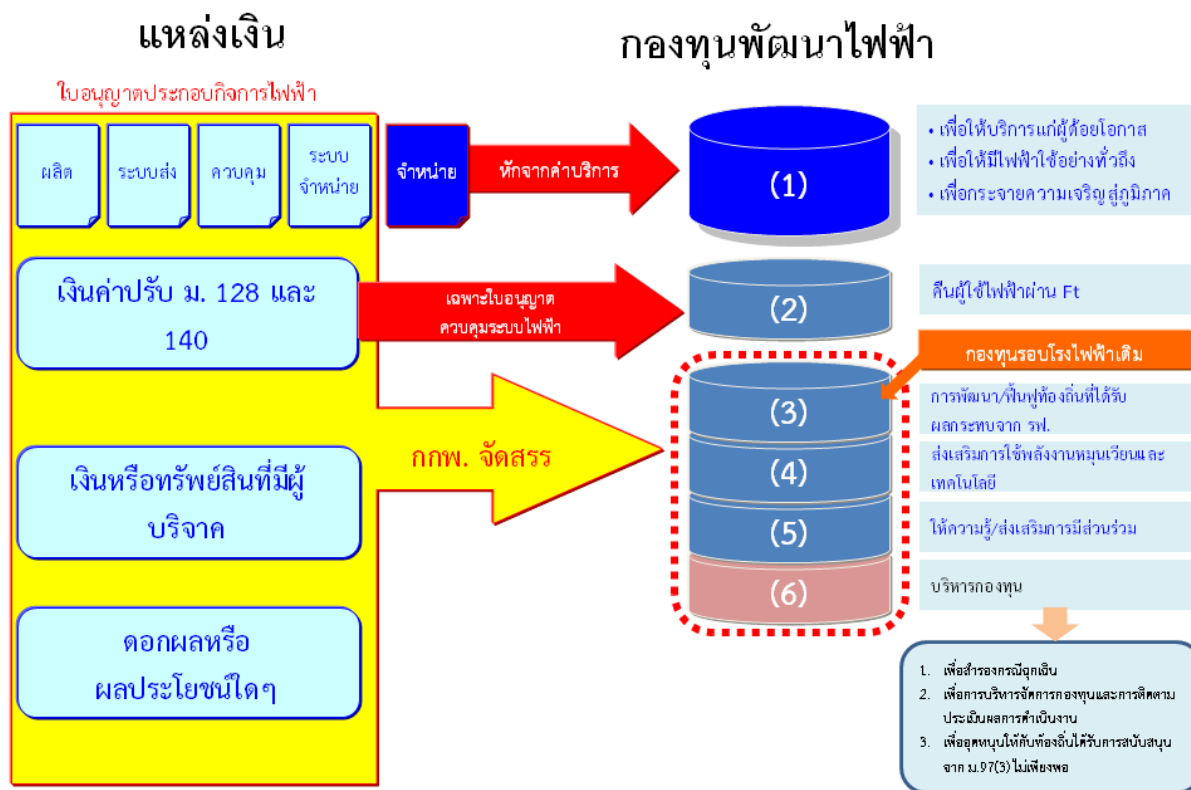 แหล่งเงิน
กองทุนพัฒนาไฟฟ้า
ใบอนุญาตประกอบกิจการไฟฟ้า
ผลิต
ระบบส่ง
ควบคุม
ระบบ
จำหน่าย
จำหน่าย
หักจากค่าบริการ
(1)
• เพื่อให้บริการแก่ผู้ด้อยโอกาส
• เพื่อให้มีไฟฟ้าใช้อย่างทั่วถึง
• เพื่อกระจายความเจริญสู่ภูมิภาค
เงินค่าปรับ ม. 128 และ
140
เฉพาะใบอนุญาต
ควบคุมระบบไฟฟ้า
(2)
คืนผู้ใช้ไฟฟ้าผ่าน Ft
กองทุนรอบโรงไฟฟ้าเดิม
กกพ. จัดสรร
(3)
การพัฒนา/ฟื้นฟูท้องถิ่นที่ได้รับ
ผลกระทบจาก รฟ.
(4)
ส่งเสริมการใช้พลังงานหมุนเวียนและ
เทคโนโลยี
เงินหรือทรัพย์สินที่มีผู้
บริจาค
(5)
ให้ความรู้/ส่งเสริมการมีส่วนร่วม
(6)
บริหารกองทุน
ดอกผลหรือ
ผลประโยชน์ใดๆ
1. เพื่อสำรองกรณีฉุกเฉิน
2. เพื่อการบริหารจัดการกองทุนและการติดตาม
ประเมินผลการดำเนินงาน
3. เพื่ออุดหนุนให้กับท้องถิ่นได้รับการสนับสนุน
จาก ม.97(3) ไม่เพียงพอ